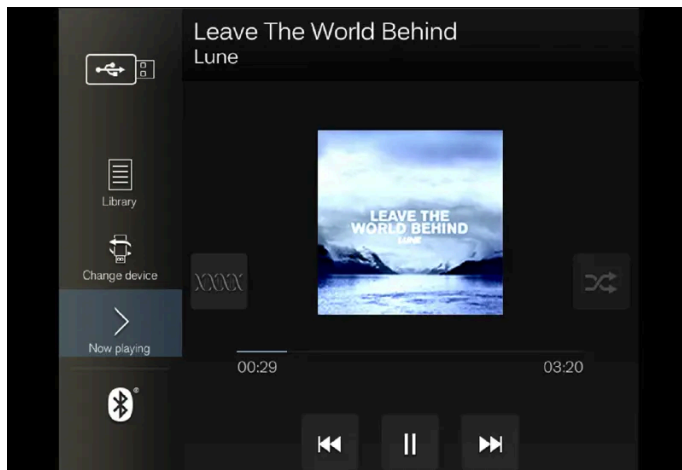 Leave The World Behind
Lune
Library
Change device
Now playing
LEAVE THE
WORLD BEHIND
LUNE
00:29
03:20